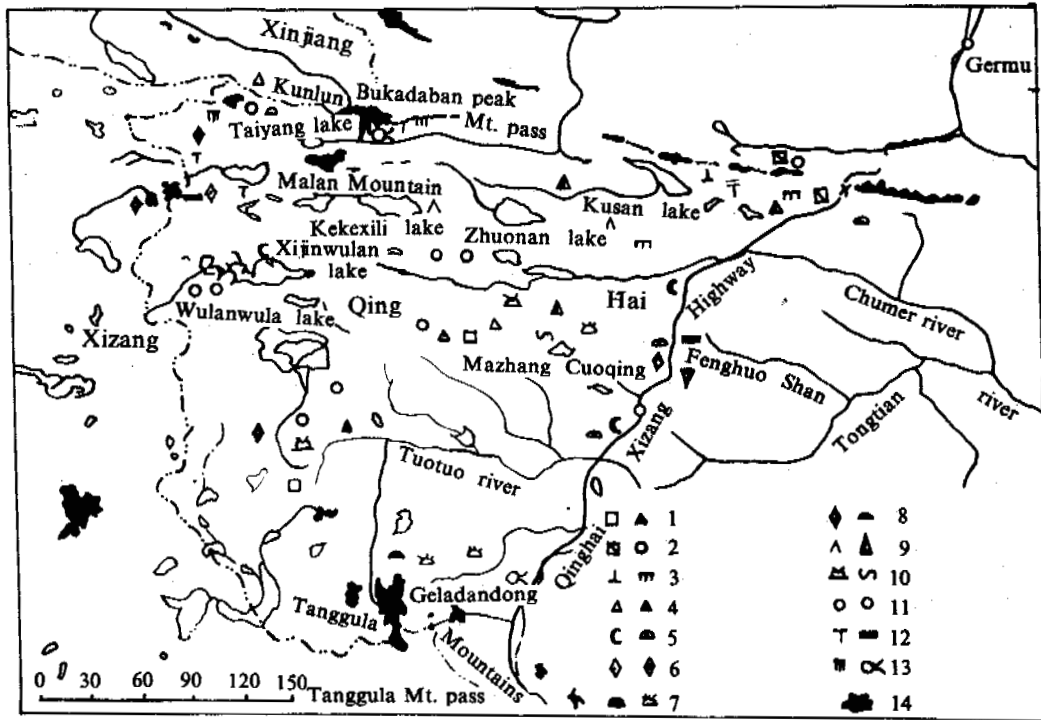 Xinjiang
Germu
Kunlun
Bukadaban peak
Taiyang lake
Mt. pass
Malan Mountain
Kusan lake
Kekexili lake
Zhuonan lake
Xijinwulan
lake
Qing
Hai
Highway
Chumer river
Wulanwula lake
Xizang
Mazhang Cuoqing
Fenghuo Shan
Tongtian
river
Xizang
Tuotuo river
Qinghai
Geladandong
Tanggula
Mountains
Tanggula Mt. pass
0 30 60 90 120 150
1
2
3
4
5
6
7
8
9
10
11
12
13
14